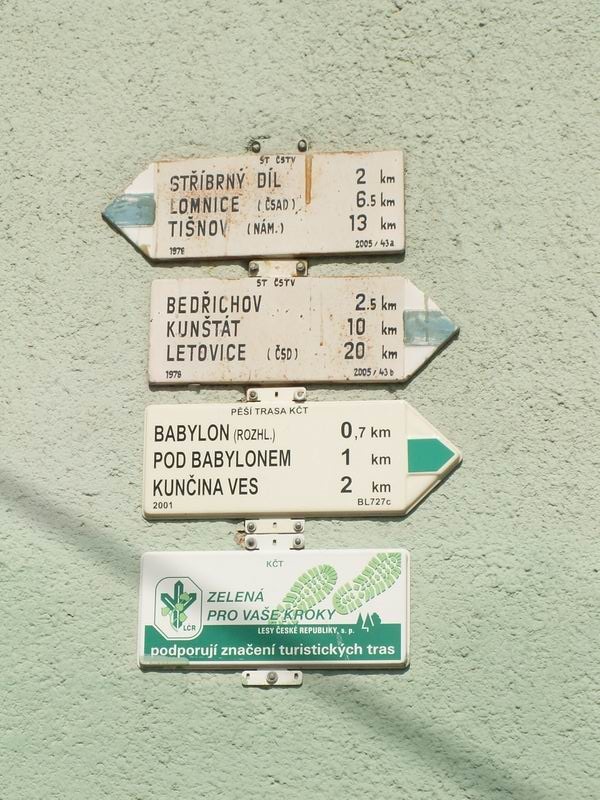 ST ČSTV
STŘÍBRNÝ DÍL 2 km
LOMNICE (ČSAD) 6.5 km
TIŠNOV (NÁM.) 13 km
1978 2005/43a
ST ČSTV
BEDŘICHOV 2.5 km
KUNŠTÁT 10 km
LETOVICE (ČSD) 20 km
1978 2005/43b
PĚŠÍ TRASA KČT
BABYLON (ROZHL.) 0,7 km
POD BABYLONEM 1 km
KUNČINA VES 2 km
2001 BL727c
KČT
ZELENÁ
PRO VAŠE KROKY
LČR
LESY ČESKÉ REPUBLIKY, s. p.
podporují značení turistických tras